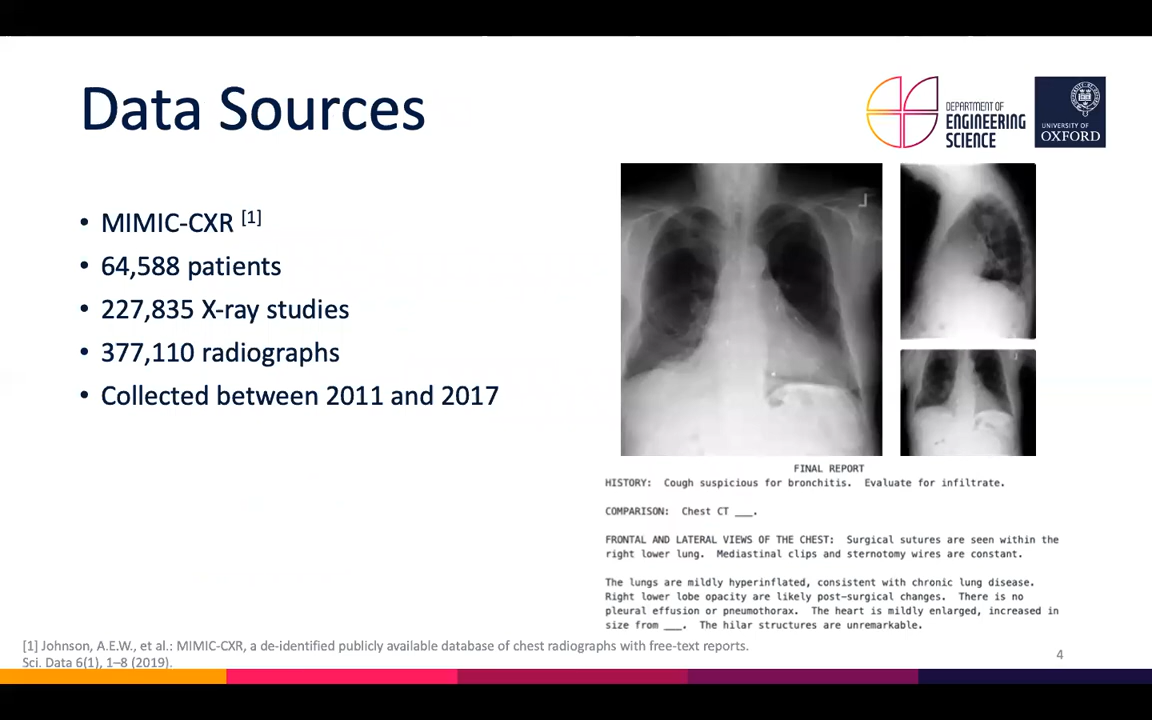 Data Sources
DEPARTMENT OF
ENGINEERING
SCIENCE
UNIVERSITY OF
OXFORD
• MIMIC-CXR [1]
• 64,588 patients
• 227,835 X-ray studies
• 377,110 radiographs
• Collected between 2011 and 2017
L
FINAL REPORT
HISTORY: Cough suspicious for bronchitis. Evaluate for infiltrate.
COMPARISON: Chest CT ___.
FRONTAL AND LATERAL VIEWS OF THE CHEST: Surgical sutures are seen within the
right lower lung. Mediastinal clips and sternotomy wires are constant.
The lungs are mildly hyperinflated, consistent with chronic lung disease.
Right lower lobe opacity are likely post-surgical changes. There is no
pleural effusion or pneumothorax. The heart is mildly enlarged, increased in
size from ___. The hilar structures are unremarkable.
[1] Johnson, A.E.W., et al.: MIMIC-CXR, a de-identified publicly available database of chest radiographs with free-text reports.
Sci. Data 6(1), 1–8 (2019).
4